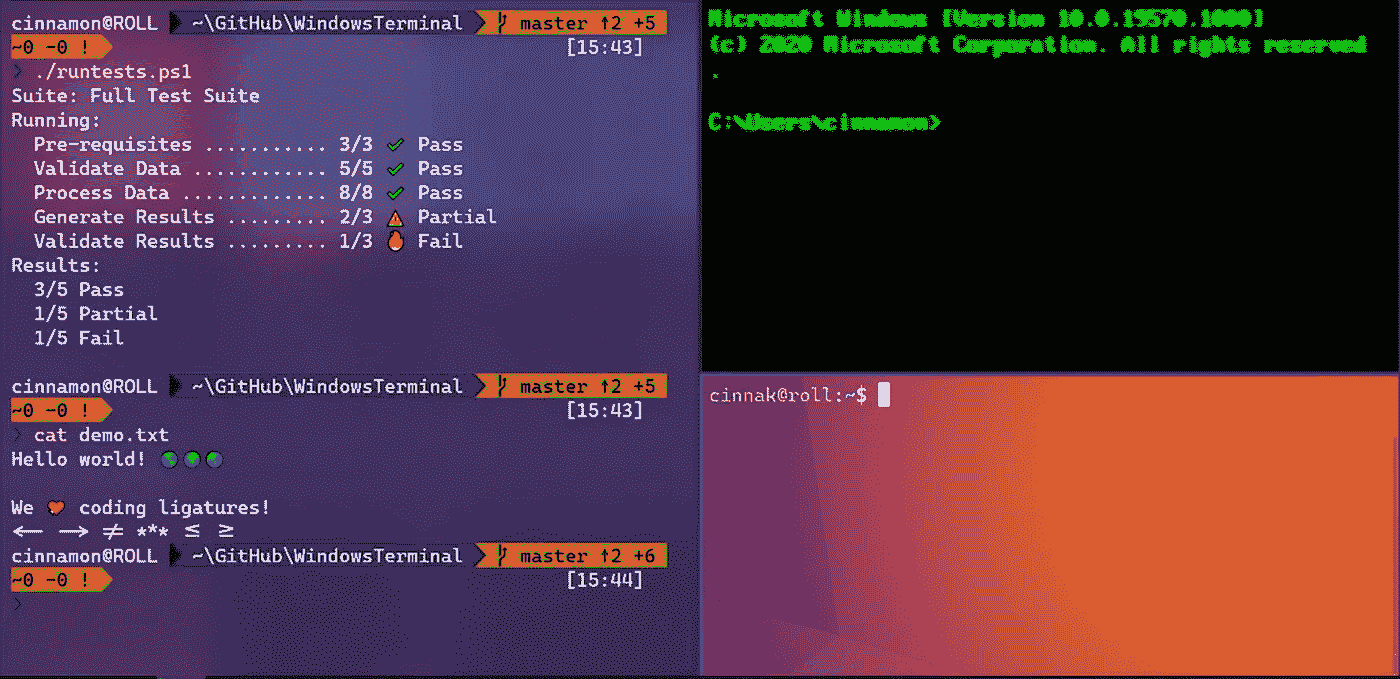 cinnamon@ROLL ~\GitHub\WindowsTerminal master ↑2 +5
~0 -0 ! [15:43]
> ./runtests.ps1
Suite: Full Test Suite
Running:
Pre-requisites ........... 3/3 ✔ Pass
Validate Data ............ 5/5 ✔ Pass
Process Data ............. 8/8 ✔ Pass
Generate Results ......... 2/3 ⚠ Partial
Validate Results ......... 1/3 🔥 Fail
Results:
3/5 Pass
1/5 Partial
1/5 Fail
cinnamon@ROLL ~\GitHub\WindowsTerminal master ↑2 +5
~0 -0 ! [15:43]
> cat demo.txt
Hello world! 🌎🌍🌏
We ❤ coding ligatures!
⟵ ⟶ ≠ *** ≤ ≥
cinnamon@ROLL ~\GitHub\WindowsTerminal master ↑2 +6
~0 -0 ! [15:44]
>
Microsoft Windows [Version 10.0.19570.1000]
(c) 2020 Microsoft Corporation. All rights reserved
.
C:\Users\cinnamon>
cinnak@roll:~$